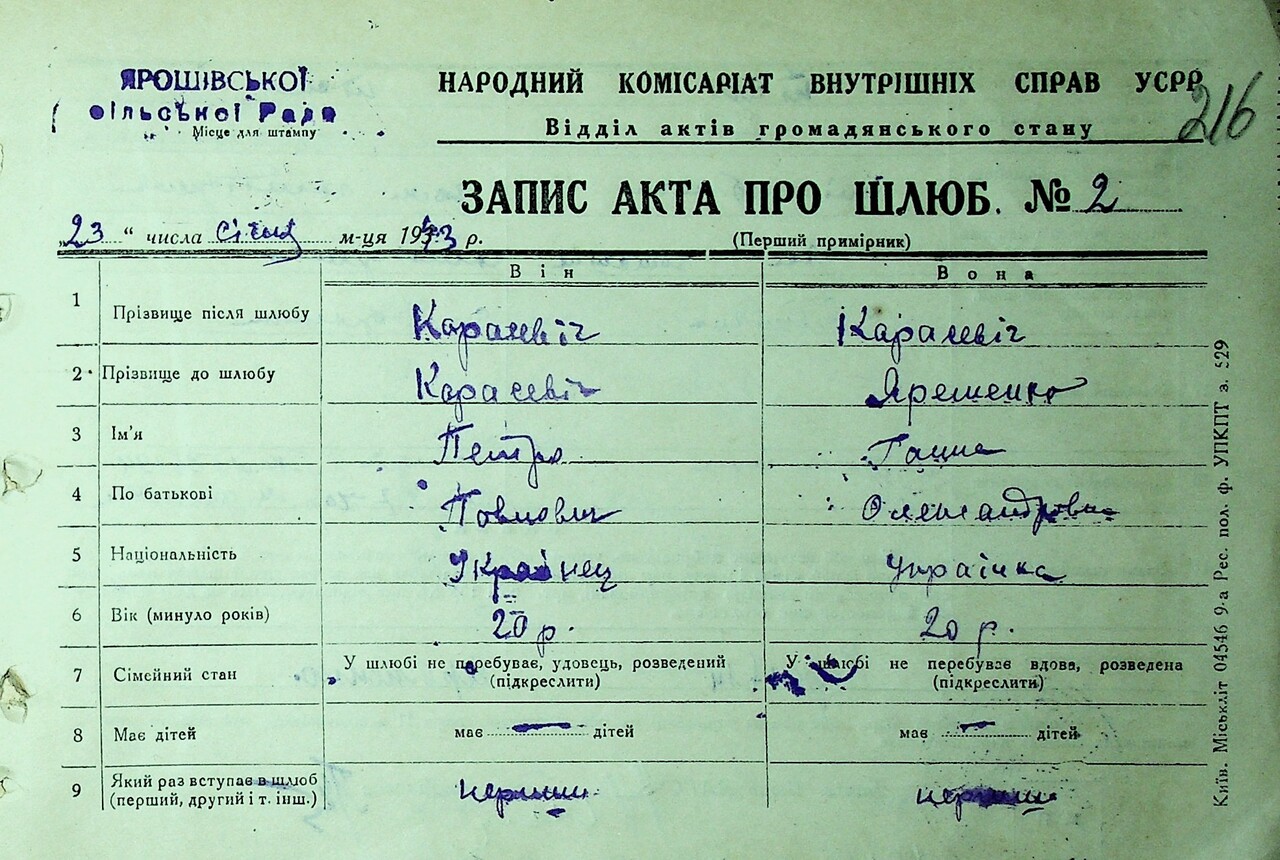 ЯРОШІВСЬКОЇ
сільської Ради
Місце для штампу
НАРОДНИЙ КОМІСАРІАТ ВНУТРІШНІХ СПРАВ УСРР
216
Відділ актів громадянського стану
ЗАПИС АКТА ПРО ШЛЮБ. № 2
„23“ числа січня м-ця 1943 р.
(Перший примірник)
Він Вона
1 Прізвище після шлюбу Карасевіч Карасевіч
2 Прізвище до шлюбу Карасевіч Ярешенко
3 Ім'я Петро Ганна
4 По батькові Павлович Олександровна
5 Національність Українец Українка
6 Вік (минуло років) 20 р. 20 р.
7 Сімейний стан У шлюбі не перебуває, удовець, розведений (підкреслити) У шлюбі не перебуває вдова, розведена (підкреслити)
8 Має дітей має — дітей має — дітей
9 Який раз вступає в шлюб (перший, другий і т. інш.) перший перший
Київ. Міськліт 04546 9-а Рес. пол. ф. УПКПТ з. 529